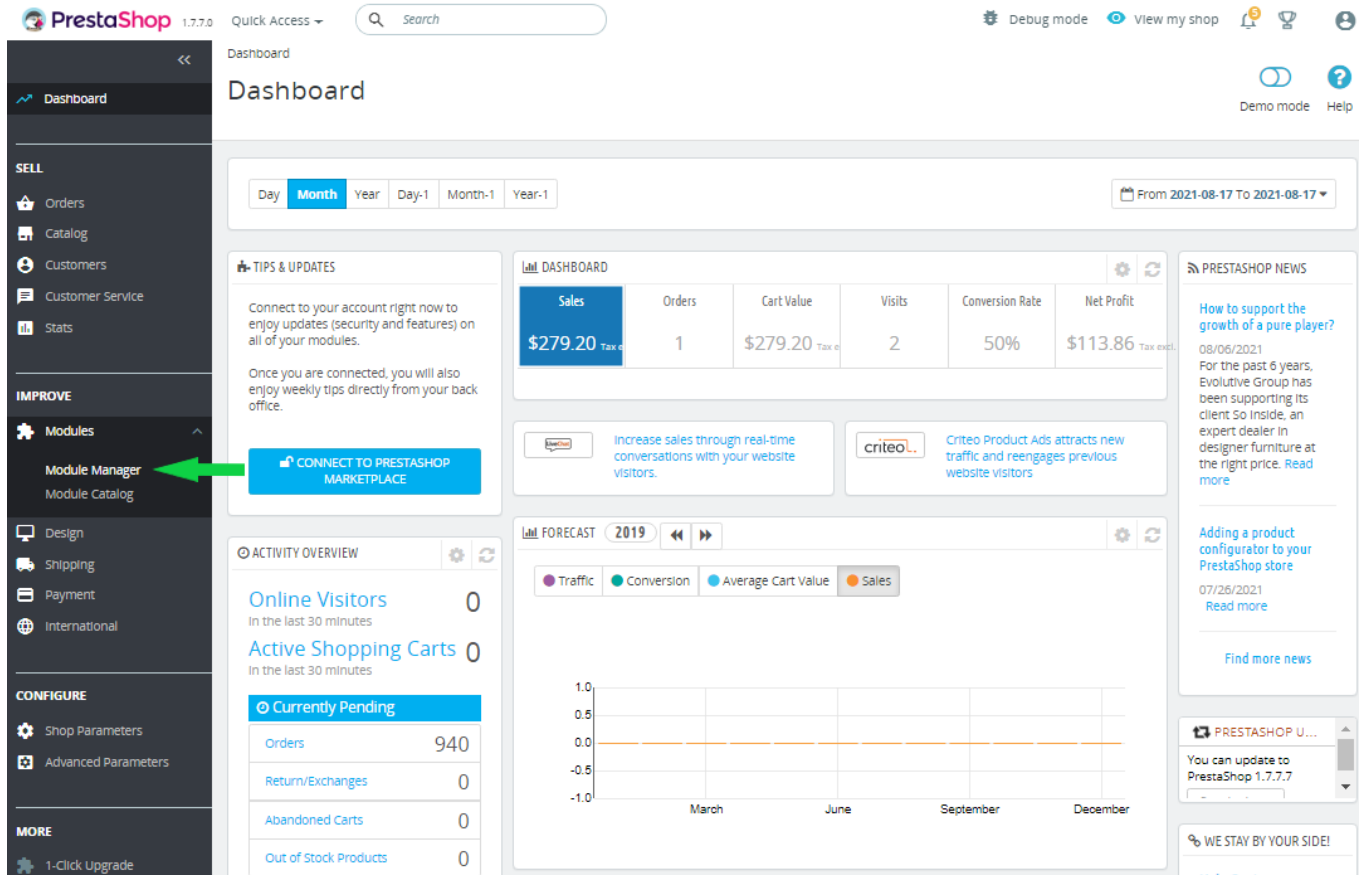 PrestaShop 1.7.7.0
Quick Access
Search
Debug mode
View my shop
5
Dashboard
Dashboard
Demo mode
Help
Dashboard
SELL
Orders
Catalog
Customers
Customer Service
Stats
IMPROVE
Modules
Module Manager
Module Catalog
Design
Shipping
Payment
International
CONFIGURE
Shop Parameters
Advanced Parameters
MORE
1-Click Upgrade
Day Month Year Day-1 Month-1 Year-1
From 2021-08-17 To 2021-08-17
TIPS & UPDATES
Connect to your account right now to
enjoy updates (security and features) on
all of your modules.
Once you are connected, you will also
enjoy weekly tips directly from your back
office.
CONNECT TO PRESTASHOP
MARKETPLACE
ACTIVITY OVERVIEW
Online Visitors 0
In the last 30 minutes
Active Shopping Carts 0
In the last 30 minutes
Currently Pending
Orders 940
Return/Exchanges 0
Abandoned Carts 0
Out of Stock Products 0
DASHBOARD
Sales Orders Cart Value Visits Conversion Rate Net Profit
$279.20 Tax e 1 $279.20 Tax e 2 50% $113.86 Tax excl.
LiveChat
Increase sales through real-time
conversations with your website
visitors.
criteo.
Criteo Product Ads attracts new
traffic and reengages previous
website visitors
FORECAST 2019
Traffic Conversion Average Cart Value Sales
1.0
0.5
0.0
-0.5
-1.0
March June September December
PRESTASHOP NEWS
How to support the
growth of a pure player?
08/06/2021
For the past 6 years,
Evolutive Group has
been supporting its
client So Inside, an
expert dealer in
designer furniture at
the right price. Read
more
Adding a product
configurator to your
PrestaShop store
07/26/2021
Read more
Find more news
PRESTASHOP U...
You can update to
PrestaShop 1.7.7.7
WE STAY BY YOUR SIDE!